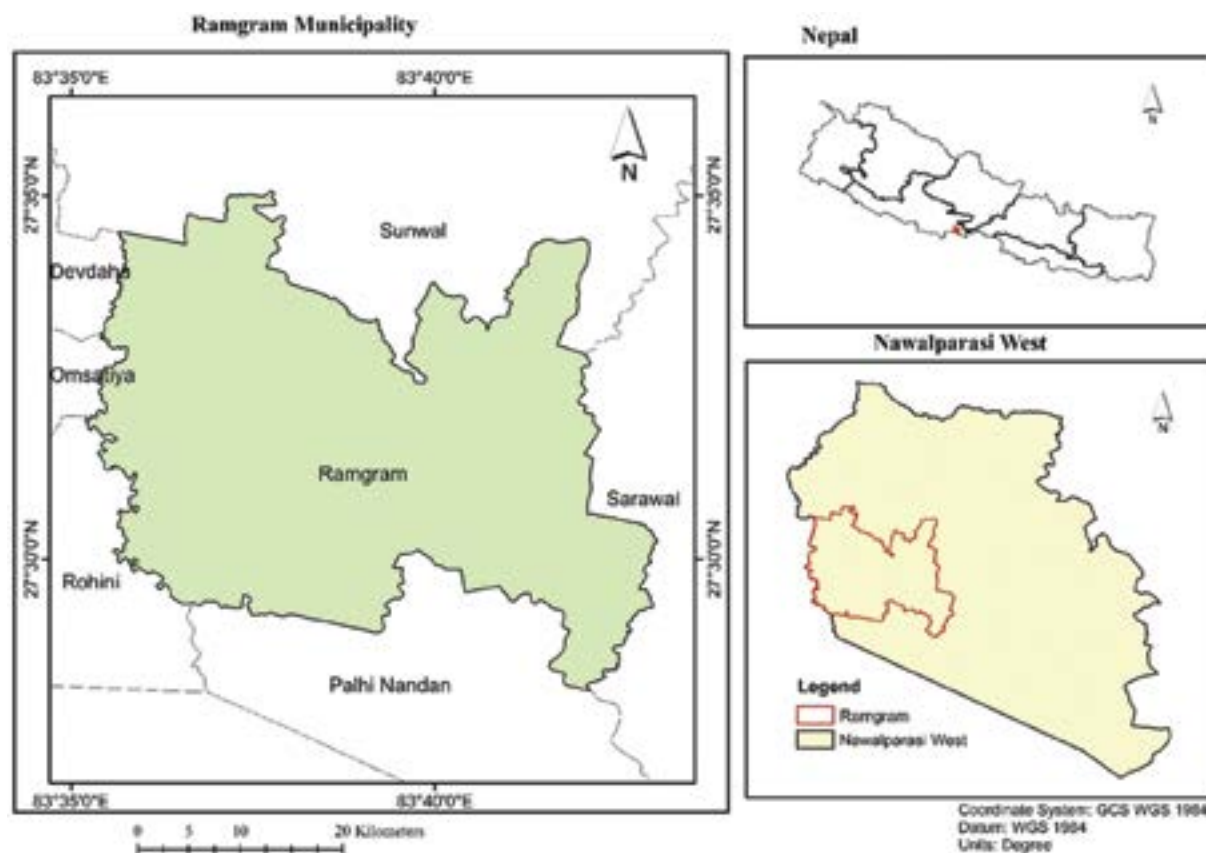 Ramgram Municipality
83°35'0"E 83°40'0"E
27°35'0"N 27°35'0"N
N
Sunwal
Devdaha
Omsatiya
Ramgram
Sarawal
27°30'0"N 27°30'0"N
Rohini
Palhi Nandan
83°35'0"E 83°40'0"E
0 5 10 20 Kilometers
Nepal
N
Nawalparasi West
N
Legend
Ramgram
Nawalparasi West
Coordinate System: GCS WGS 1984
Datum: WGS 1984
Units: Degree